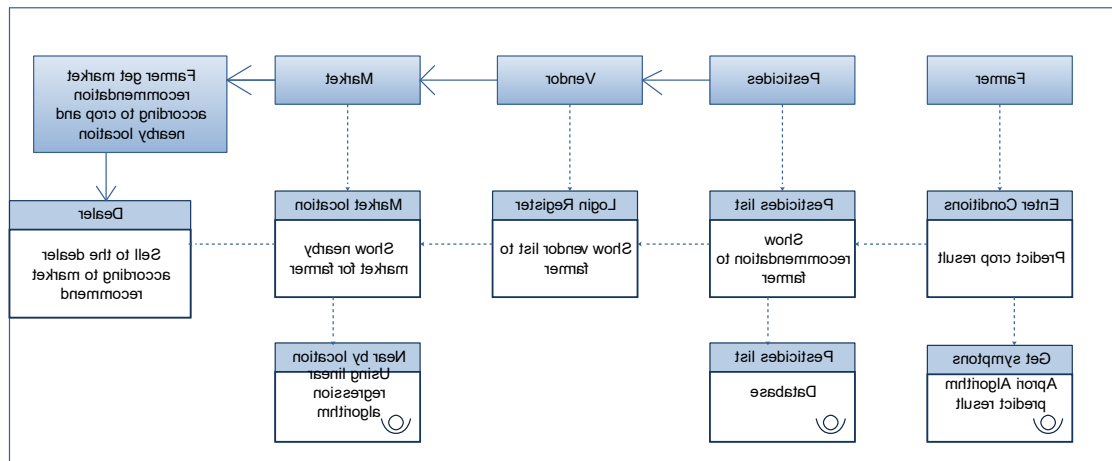 Farmer
Pesticides
Vendor
Market
Farmer get market
recommendation
according to crop and
nearby location
Enter Conditions
Predict crop result
Pesticides list
Show
recommendation to
farmer
Login Register
Show vendor list to
farmer
Market location
Show nearby
market for farmer
Dealer
Sell to the dealer
according to market
recommend
Get symptons
Aprori Algorithm
predict result
Pesticides list
Database
Near by location
Using linear
regression
algorithm